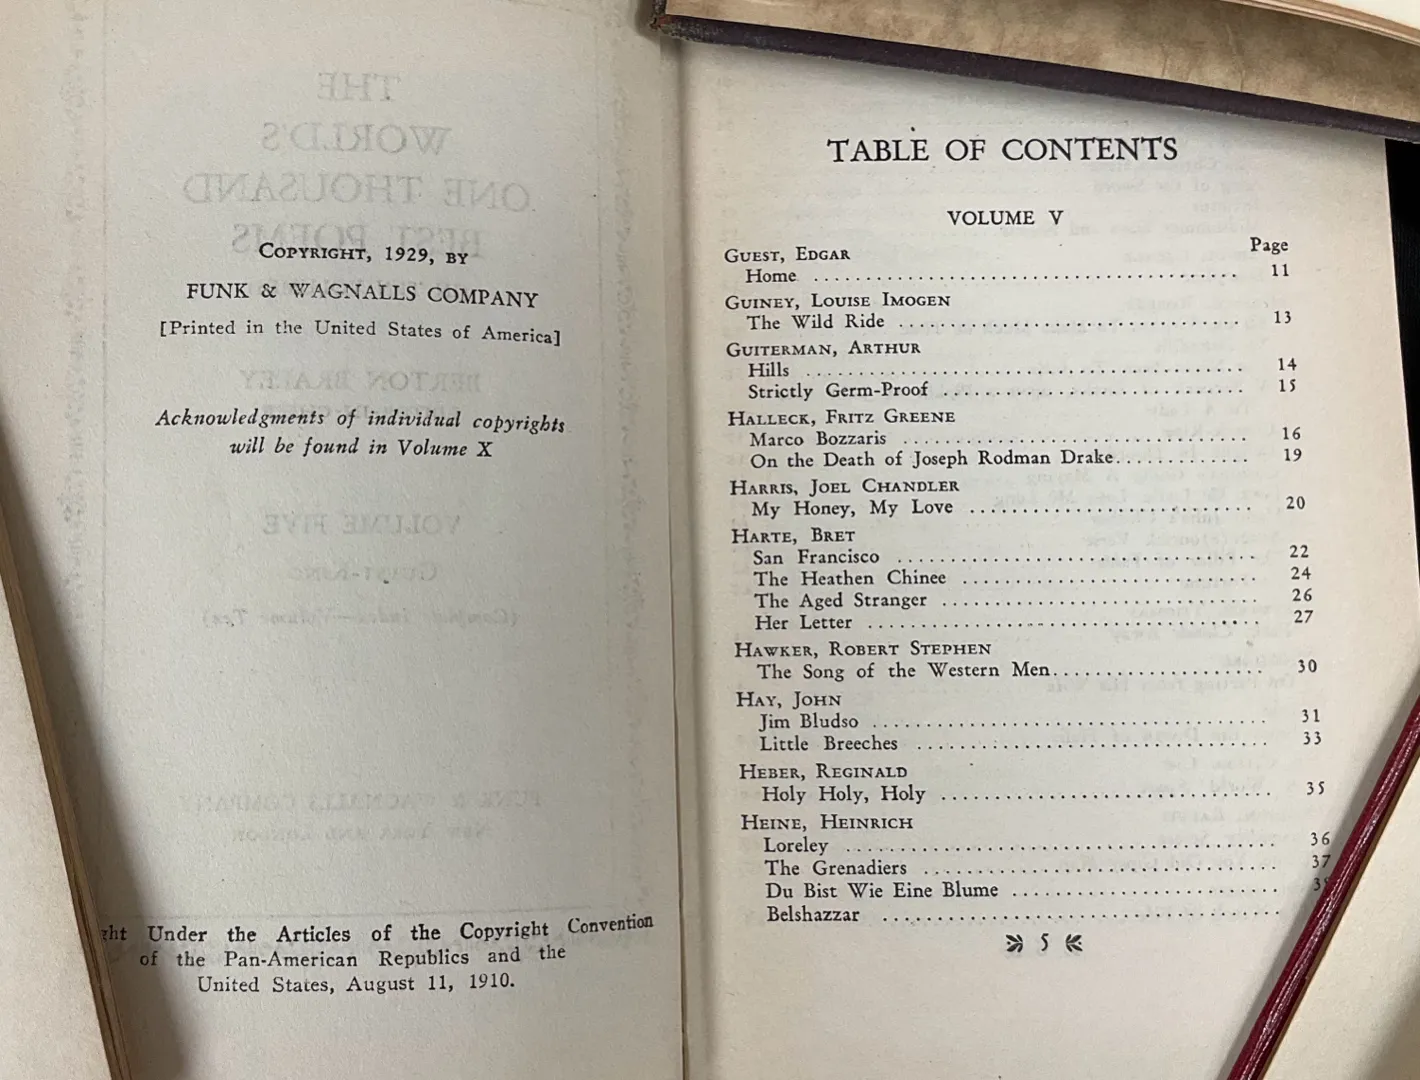 COPYRIGHT, 1929, BY
FUNK & WAGNALLS COMPANY
[Printed in the United States of America]
Acknowledgments of individual copyrights
will be found in Volume X
Under the Articles of the Copyright Convention
of the Pan-American Republics and the
United States, August 11, 1910.
TABLE OF CONTENTS
VOLUME V
Page
GUEST, EDGAR
Home 11
GUINEY, LOUISE IMOGEN
The Wild Ride 13
GUITERMAN, ARTHUR
Hills 14
Strictly Germ-Proof 15
HALLECK, FRITZ GREENE
Marco Bozzaris 16
On the Death of Joseph Rodman Drake 19
HARRIS, JOEL CHANDLER
My Honey, My Love 20
HARTE, BRET
San Francisco 22
The Heathen Chinee 24
The Aged Stranger 26
Her Letter 27
HAWKER, ROBERT STEPHEN
The Song of the Western Men 30
HAY, JOHN
Jim Bludso 31
Little Breeches 33
HEBER, REGINALD
Holy Holy, Holy 35
HEINE, HEINRICH
Loreley 36
The Grenadiers 37
Du Bist Wie Eine Blume
Belshazzar
5